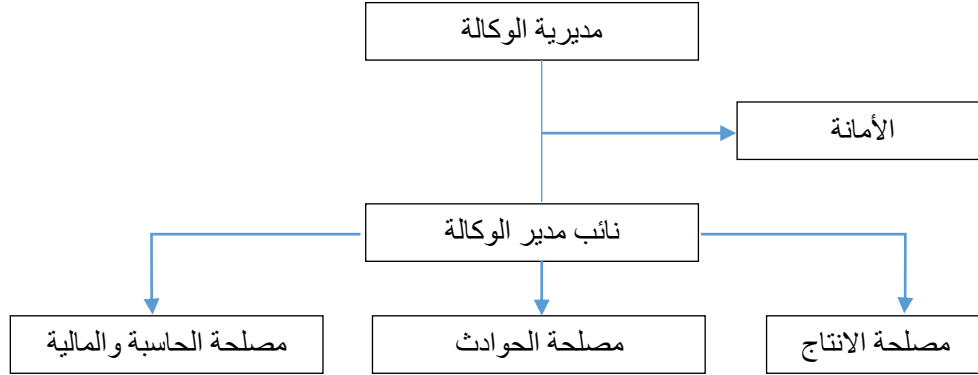 مديرية الوكالة
الأمانة
نائب مدير الوكالة
مصلحة الانتاج
مصلحة الحوادث
مصلحة الحاسبة والمالية